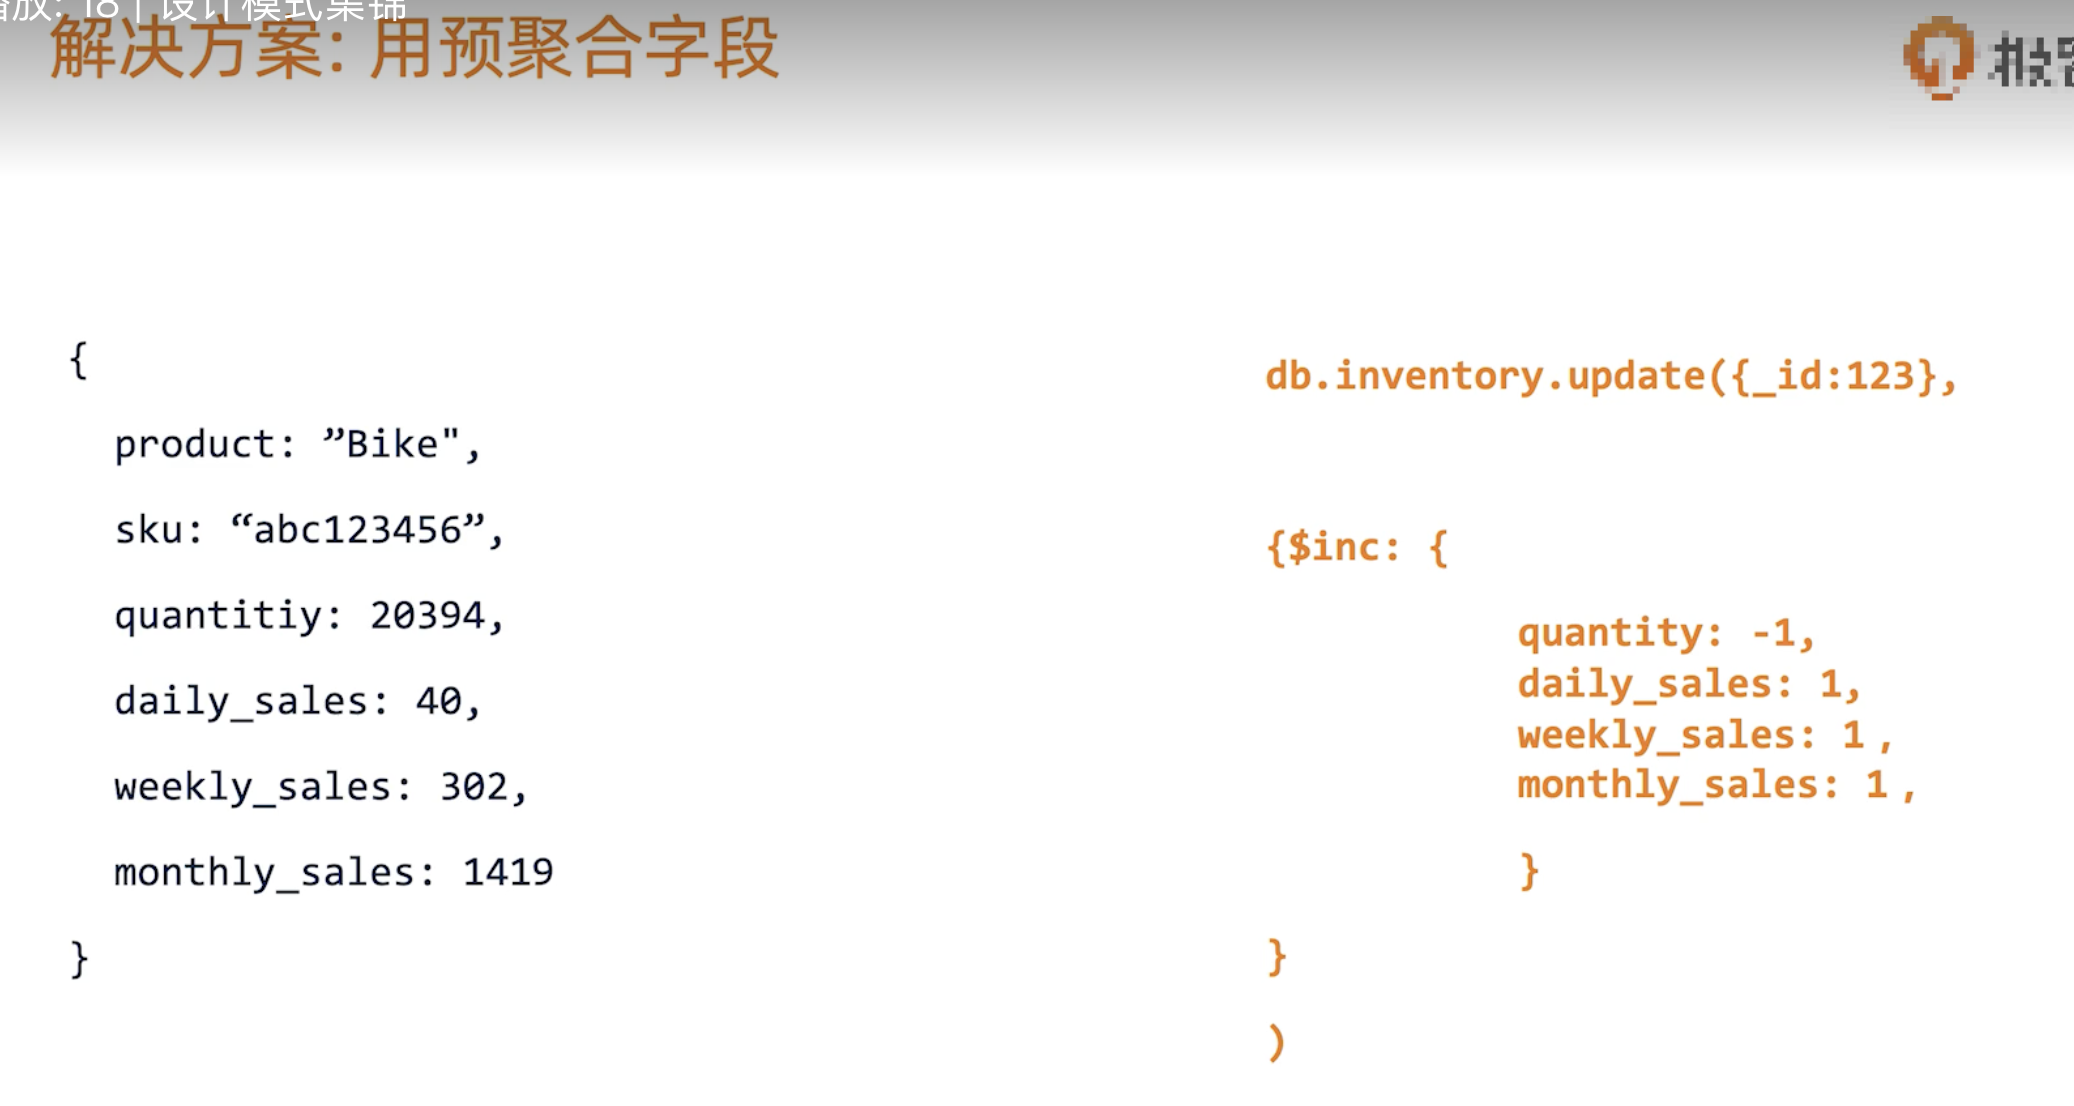 放: 18 | 设计模式集锦
解决方案: 用预聚合字段
{
product: ”Bike",
sku: “abc123456”,
quantitiy: 20394,
daily_sales: 40,
weekly_sales: 302,
monthly_sales: 1419
}
db.inventory.update({_id:123},
{$inc: {
quantity: -1,
daily_sales: 1,
weekly_sales: 1 ,
monthly_sales: 1 ,
}
}
)